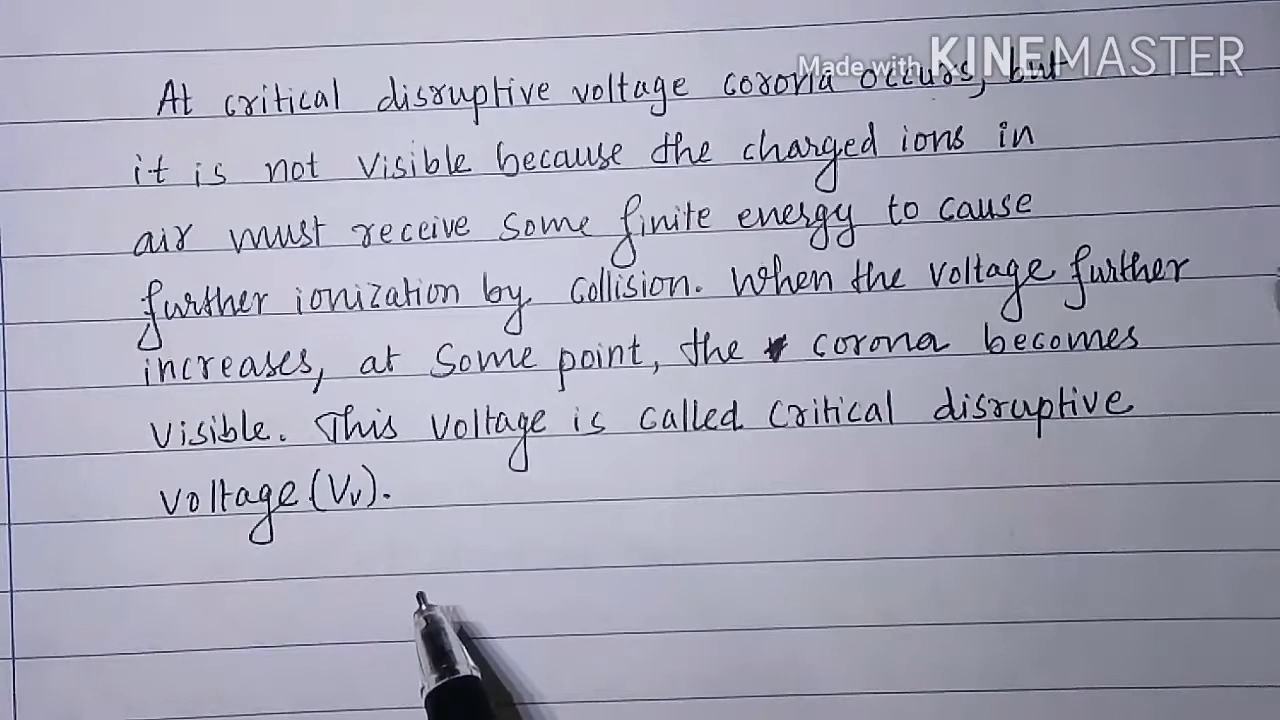 Made with KINEMASTER
At critical disruptive voltage corona occurs, but
it is not visible because the charged ions in
air must receive some finite energy to cause
further ionization by collision. When the voltage further
increases, at some point, the corona becomes
visible. This voltage is called critical disruptive
voltage (Vv).